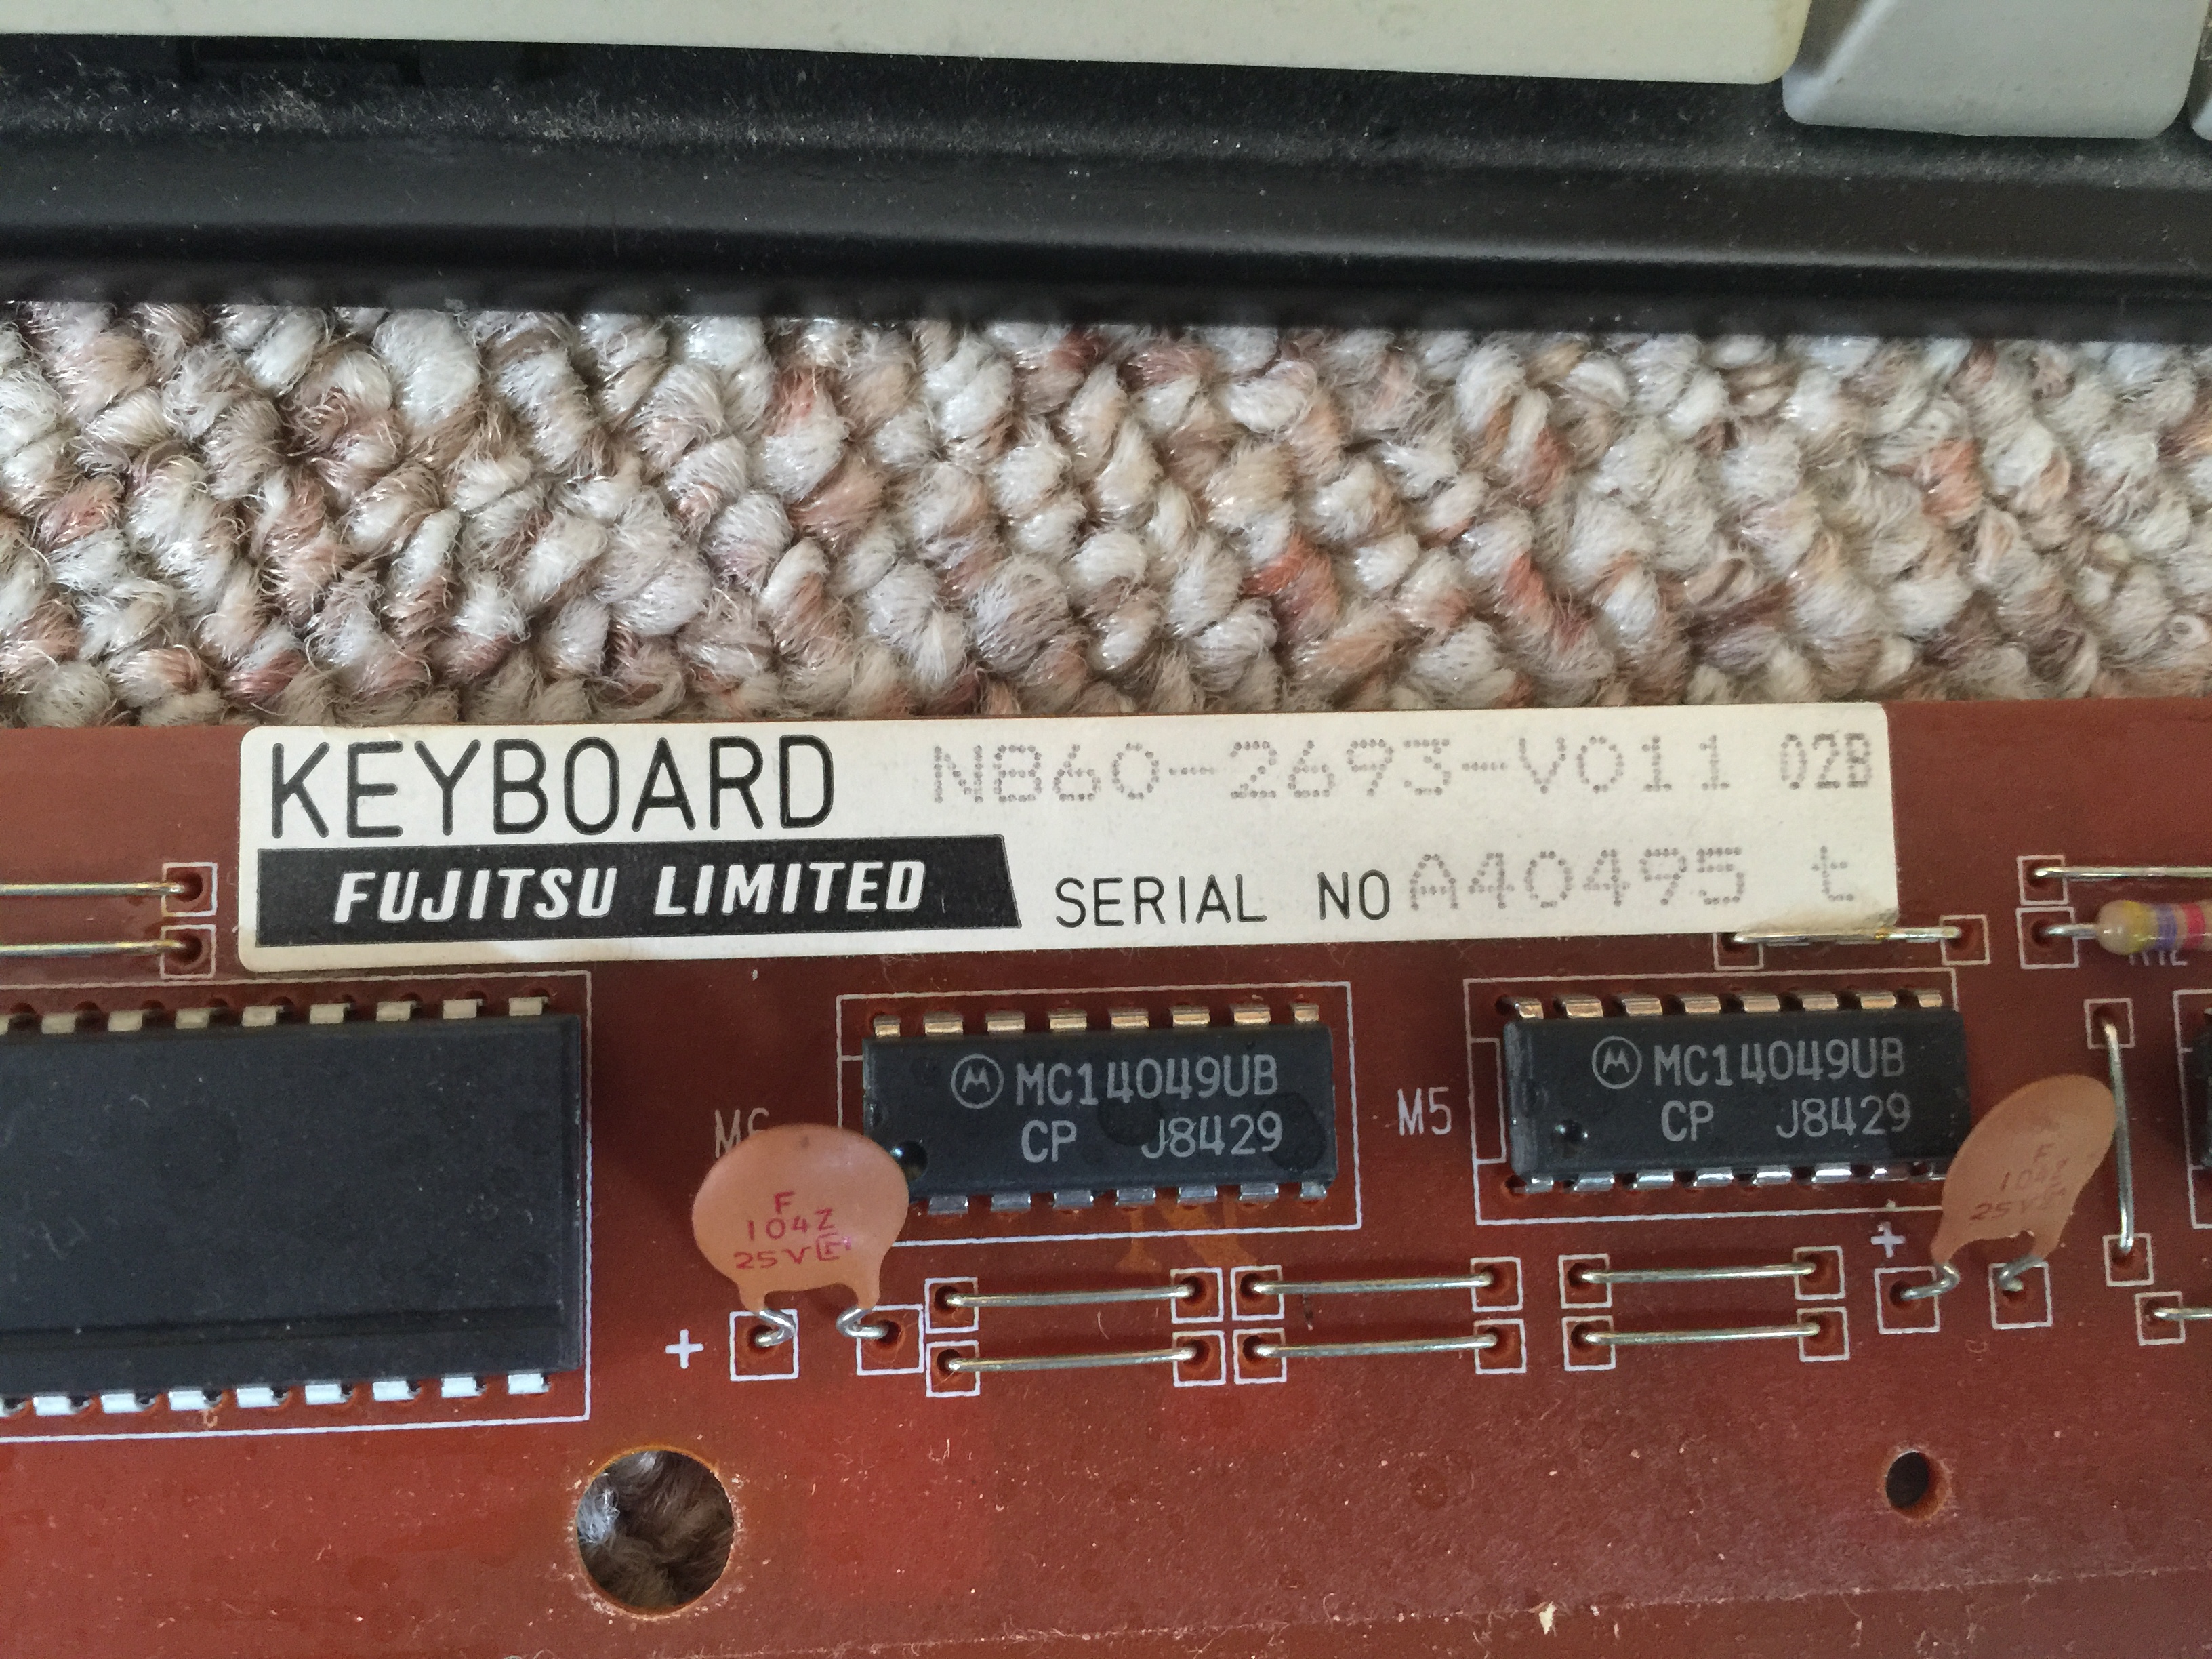 KEYBOARD N860-2693-V011 02B
FUJITSU LIMITED SERIAL NO A40495 t
+
F
104Z
25V
MC14049UB
CP J8429
M5
MC14049UB
CP J8429
+
F
25V